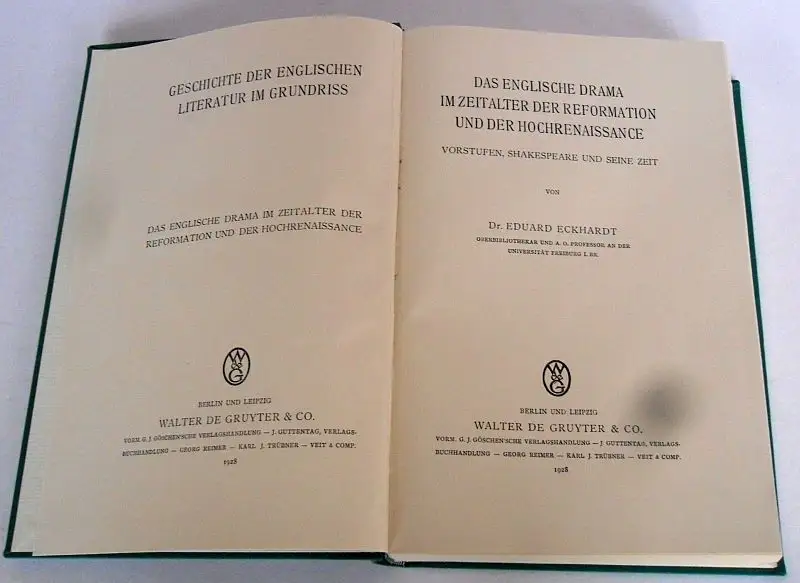 GESCHICHTE DER ENGLISCHEN
LITERATUR IM GRUNDRISS
DAS ENGLISCHE DRAMA IM ZEITALTER DER
REFORMATION UND DER HOCHRENAISSANCE
W & G
BERLIN UND LEIPZIG
WALTER DE GRUYTER & CO.
VORM. G. J. GÖSCHEN'SCHE VERLAGSHANDLUNG — J. GUTTENTAG, VERLAGS-
BUCHHANDLUNG — GEORG REIMER — KARL J. TRÜBNER — VEIT & COMP.
1928
DAS ENGLISCHE DRAMA
IM ZEITALTER DER REFORMATION
UND DER HOCHRENAISSANCE
VORSTUFEN, SHAKESPEARE UND SEINE ZEIT
VON
Dr. EDUARD ECKHARDT
OBERBIBLIOTHEKAR UND A. O. PROFESSOR AN DER
UNIVERSITÄT FREIBURG I. BR.
W & G
BERLIN UND LEIPZIG
WALTER DE GRUYTER & CO.
VORM. G. J. GÖSCHEN'SCHE VERLAGSHANDLUNG — J. GUTTENTAG, VERLAGS-
BUCHHANDLUNG — GEORG REIMER — KARL J. TRÜBNER — VEIT & COMP.
1928